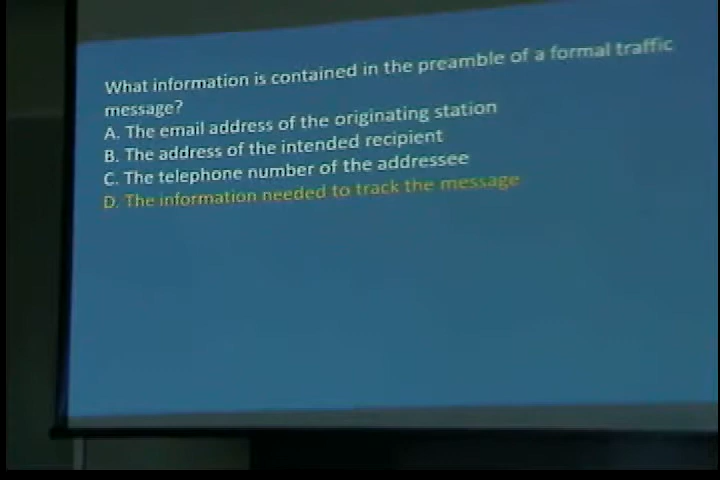 What information is contained in the preamble of a formal traffic
message?
A. The email address of the originating station
B. The address of the intended recipient
C. The telephone number of the addressee
D. The information needed to track the message